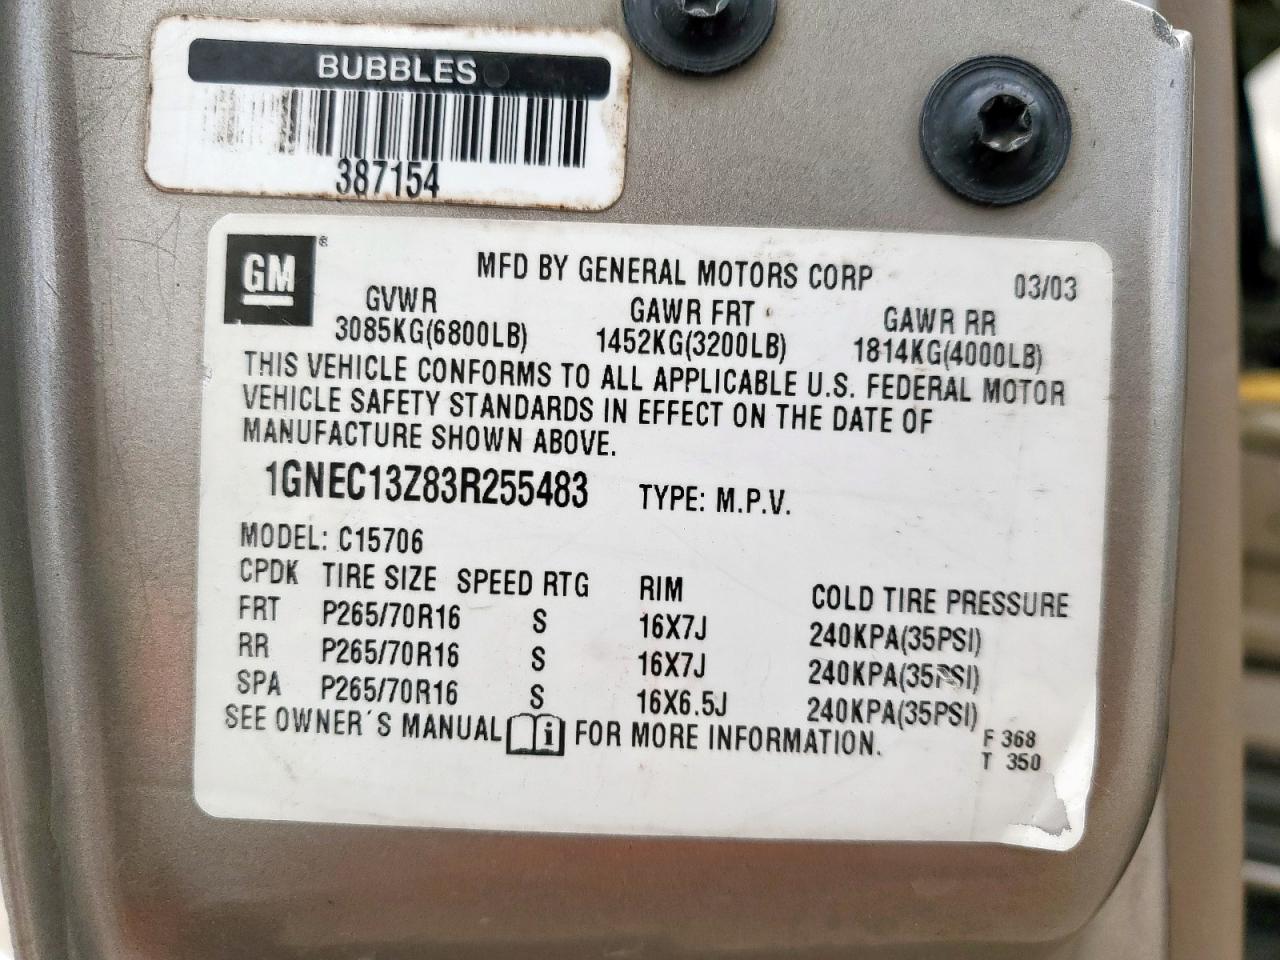 BUBBLES
387154
GM ®
MFD BY GENERAL MOTORS CORP 03/03
GVWR GAWR FRT GAWR RR
3085KG(6800LB) 1452KG(3200LB) 1814KG(4000LB)
THIS VEHICLE CONFORMS TO ALL APPLICABLE U.S. FEDERAL MOTOR
VEHICLE SAFETY STANDARDS IN EFFECT ON THE DATE OF
MANUFACTURE SHOWN ABOVE.
1GNEC13Z83R255483 TYPE: M.P.V.
MODEL: C15706
CPDK TIRE SIZE SPEED RTG RIM COLD TIRE PRESSURE
FRT P265/70R16 S 16X7J 240KPA(35PSI)
RR P265/70R16 S 16X7J 240KPA(35PSI)
SPA P265/70R16 S 16X6.5J 240KPA(35PSI)
SEE OWNER´S MANUAL i FOR MORE INFORMATION.
F 368
T 350